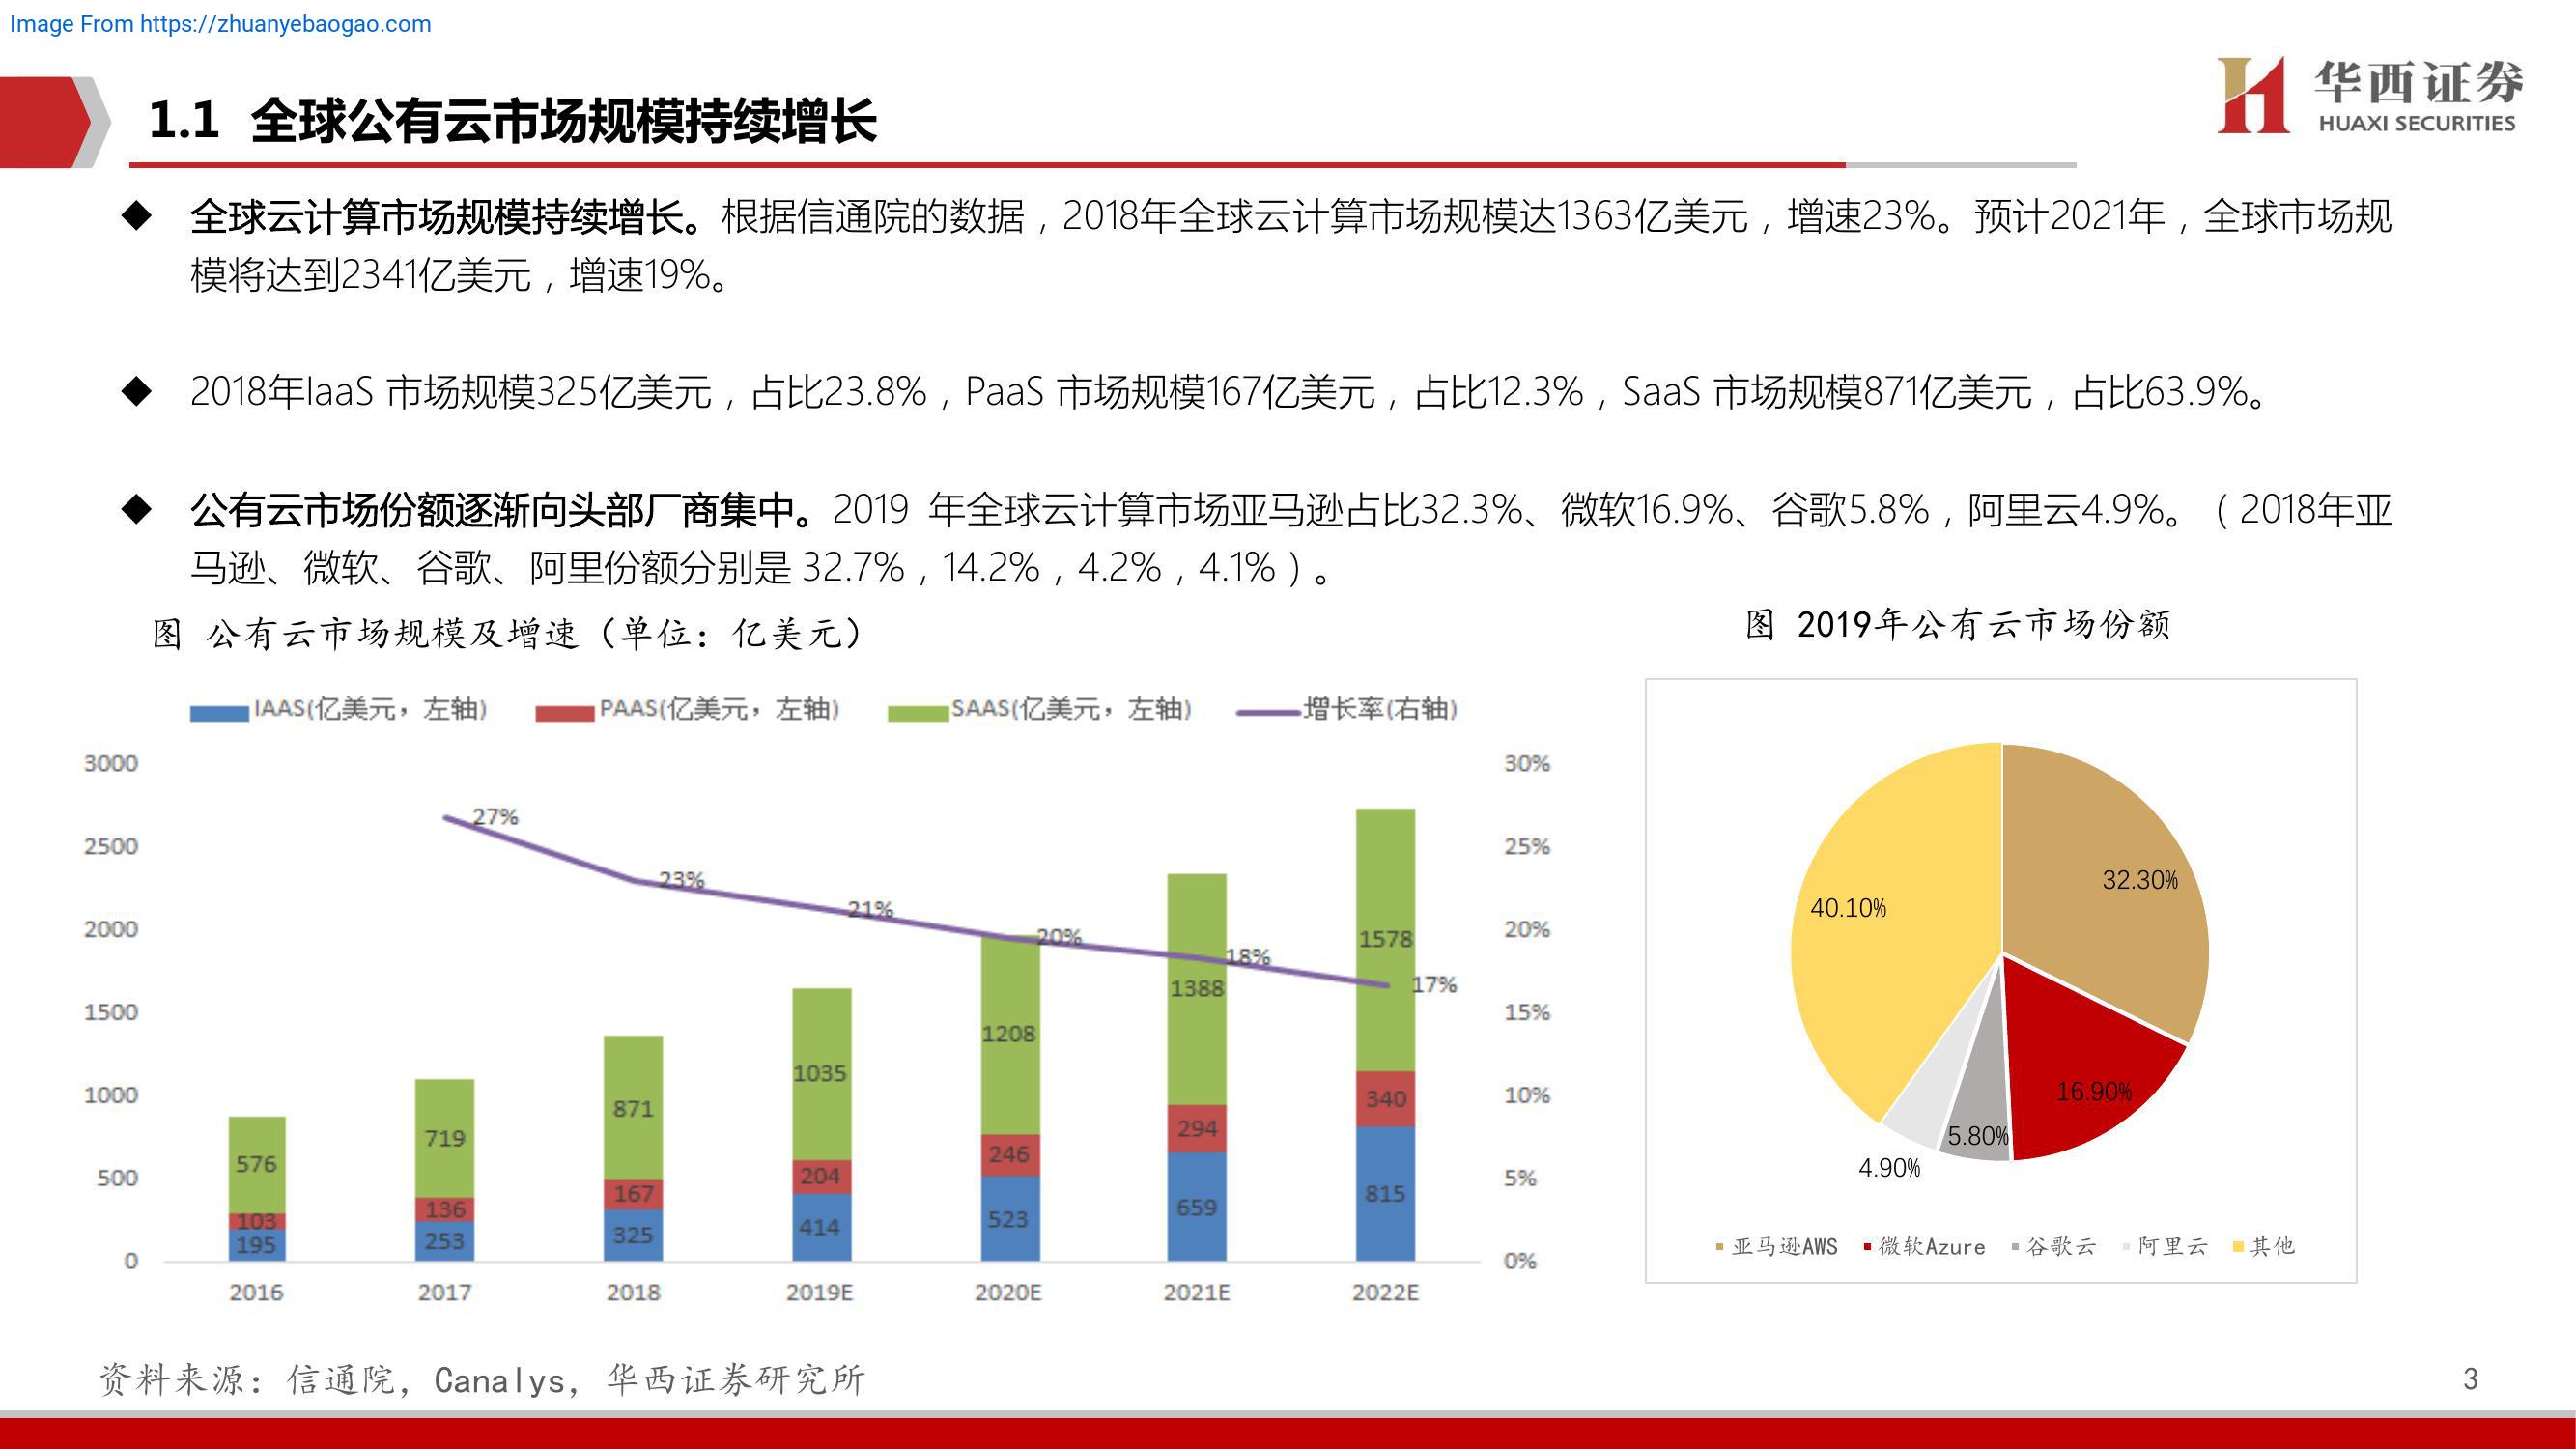 Image From https://zhuanyebaogao.com
华西证券
HUAXI SECURITIES
1.1 全球公有云市场规模持续增长
◆ 全球云计算市场规模持续增长。根据信通院的数据，2018年全球云计算市场规模达1363亿美元，增速23%。预计2021年，全球市场规
模将达到2341亿美元，增速19%。
◆ 2018年IaaS 市场规模325亿美元，占比23.8%，PaaS 市场规模167亿美元，占比12.3%，SaaS 市场规模871亿美元，占比63.9%。
◆ 公有云市场份额逐渐向头部厂商集中。2019 年全球云计算市场亚马逊占比32.3%、微软16.9%、谷歌5.8%，阿里云4.9%。（2018年亚
马逊、微软、谷歌、阿里份额分别是 32.7%，14.2%，4.2%，4.1%）。
图 公有云市场规模及增速（单位：亿美元）
IAAS(亿美元，左轴) PAAS(亿美元，左轴) SAAS(亿美元，左轴) 增长率(右轴)
3000 30%
27%
2500 25%
23%
21%
2000 20% 1578 20%
18%
1388 17%
1500 1208 15%
1035
1000 871 340 10%
719 294
576 246
500 204 815 5%
167 659
136 523
103 414
195 253 325
0 0%
2016 2017 2018 2019E 2020E 2021E 2022E
图 2019年公有云市场份额
32.30%
40.10%
16.90%
5.80%
4.90%
亚马逊AWS 微软Azure 谷歌云 阿里云 其他
资料来源：信通院，Canalys，华西证券研究所
3